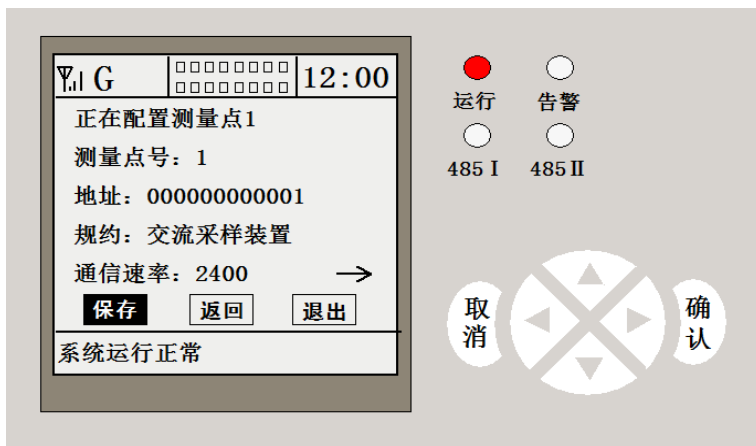 G 12:00
正在配置测量点1
测量点号：1
地址：000000000001
规约：交流采样装置
通信速率：2400
保存 返回 退出
系统运行正常
运行 告警
485Ⅰ 485Ⅱ
取消
确认